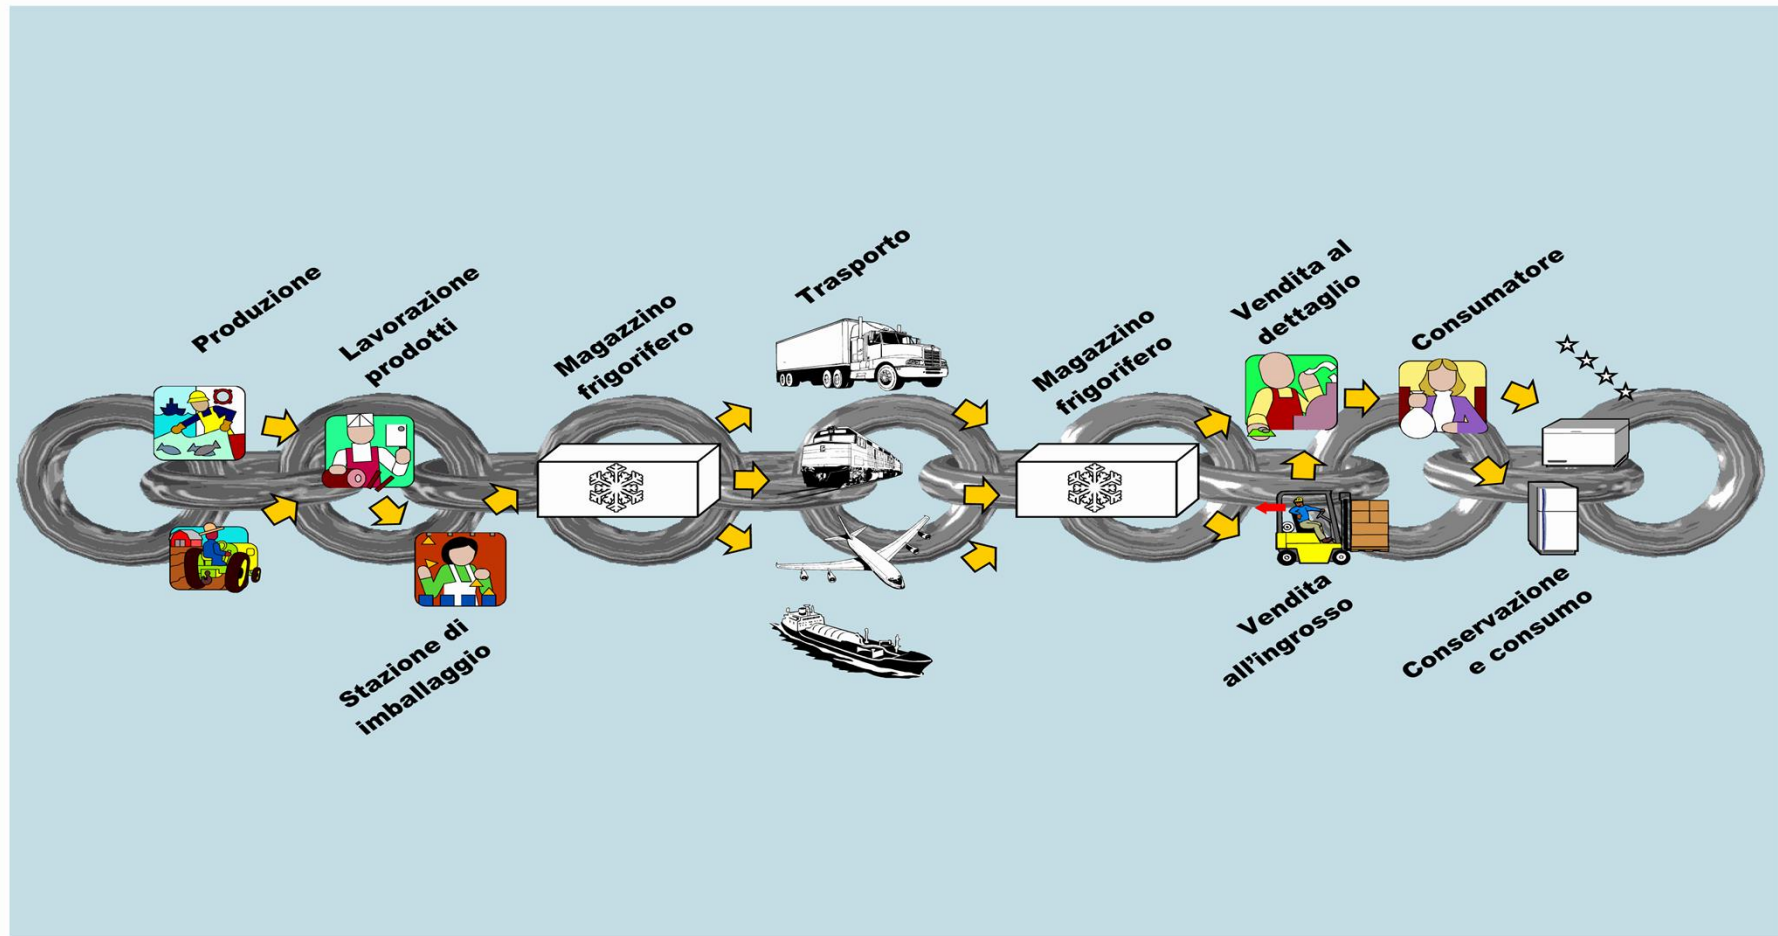 Produzione
Lavorazione
prodotti
Stazione di
imballaggio
Magazzino
frigorifero
Trasporto
Magazzino
frigorifero
Vendita al
dettaglio
Vendita
all'ingrosso
Consumatore
Conservazione
e consumo